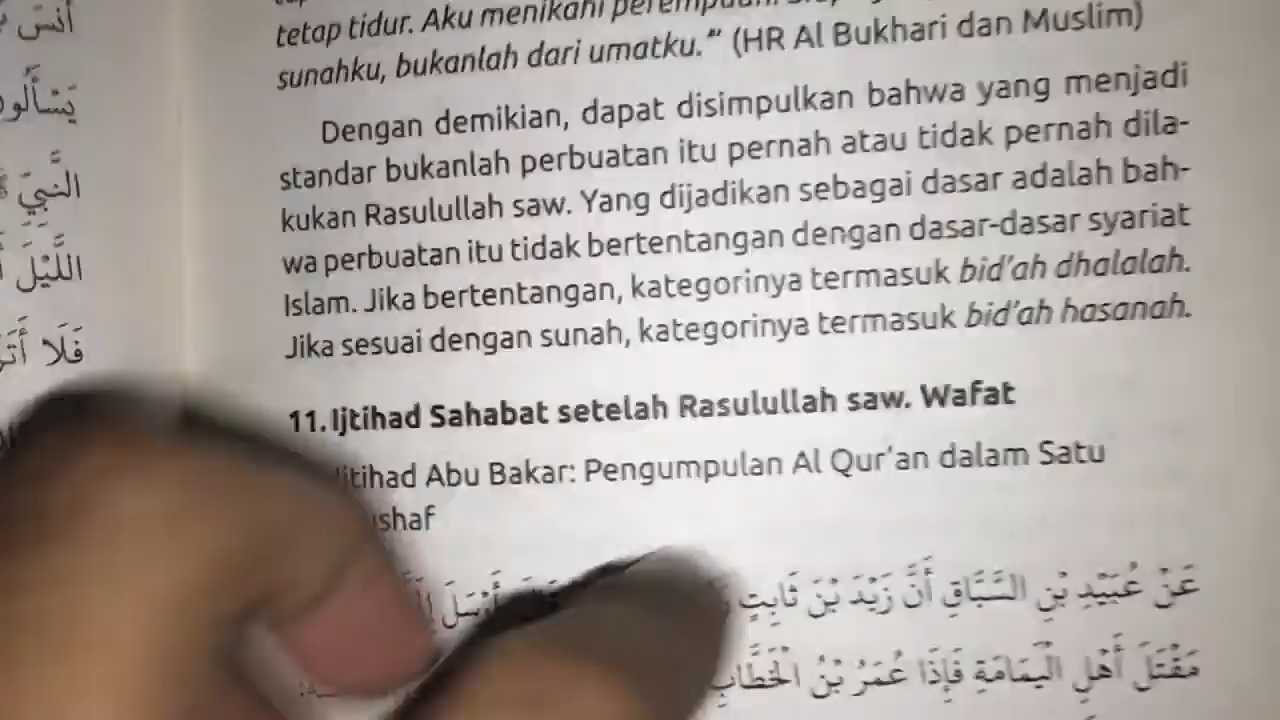 tetap tidur. Aku menikahi
sunahku, bukanlah dari umatku." (HR Al Bukhari dan Muslim)
Dengan demikian, dapat disimpulkan bahwa yang menjadi
standar bukanlah perbuatan itu pernah atau tidak pernah dila-
kukan Rasulullah saw. Yang dijadikan sebagai dasar adalah bah-
wa perbuatan itu tidak bertentangan dengan dasar-dasar syariat
Islam. Jika bertentangan, kategorinya termasuk bid'ah dhalalah.
Jika sesuai dengan sunah, kategorinya termasuk bid'ah hasanah.
11. Ijtihad Sahabat setelah Rasulullah saw. Wafat
Abu Bakar: Pengumpulan Al Qur'an dalam Satu
عَنْ عُبَيْدِ بْنِ السَّبَّاقِ أَنَّ زَيْدَ بْنَ ثَابِتٍ
مَقْتَلَ أَهْلِ الْيَمَامَةِ فَإِذَا عُمَرُ بْنُ الْخَطَّابِ
أَنَسَ
النَّبِيِّ
اللَّيْلَ
فَلَا